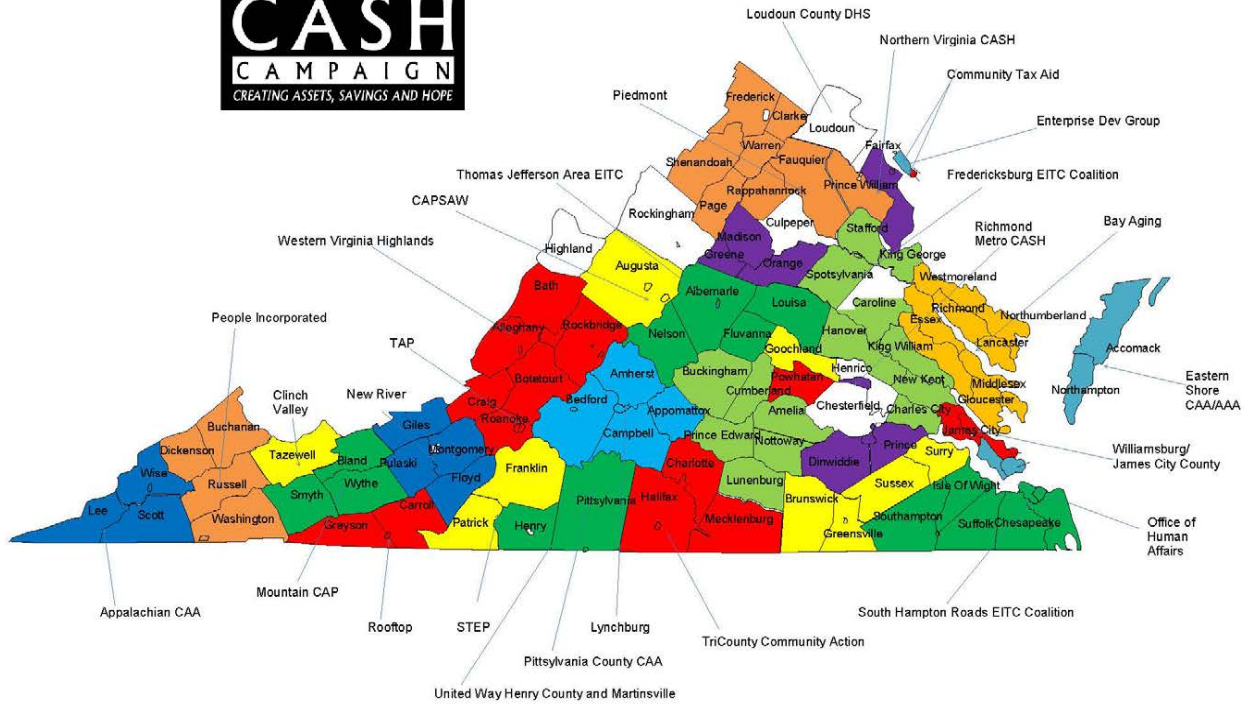 CASH
CAMPAIGN
CREATING ASSETS, SAVINGS AND HOPE
Loudoun County DHS
Northern Virginia CASH
Community Tax Aid
Piedmont
Enterprise Dev Group
Thomas Jefferson Area EITC
Fredericksburg EITC Coalition
CAPSAW
Bay Aging
Richmond
Metro CASH
Western Virginia Highlands
People Incorporated
TAP
Clinch
Valley
New River
Eastern
Shore
CAA/AAA
Williamsburg/
James City County
Office of
Human
Affairs
Appalachian CAA
Mountain CAP
Rooftop
STEP
Lynchburg
South Hampton Roads EITC Coalition
TriCounty Community Action
Pittsylvania County CAA
United Way Henry County and Martinsville
Frederick
Clarke
Loudoun
Warren
Fairfax
Shenandoah
Fauquier
Prince William
Rappahannock
Page
Rockingham
Culpeper
Stafford
Madison
Highland
Greene
Orange
King George
Augusta
Spotsylvania
Westmoreland
Bath
Albernarle
Louisa
Caroline
Richmond
Northumberland
Essex
Alleghany
Rockbridge
Nelson
Fluvanna
Hanover
King William
Lancaster
Accomack
Goochland
Henrico
Amherst
Buckingham
Powhatan
New Kent
Middlesex
Northampton
Botetourt
Cumberland
Craig
Bedford
Appomattox
Chesterfield
Charles City
Gloucester
Amelia
Roanoke
Campbell
Prince Edward
Nottoway
James City
Buchanan
Giles
Dickenson
Montgomery
Tazewell
Bland
Pulaski
Franklin
Charlotte
Dinwiddie
Prince
Surry
Wise
Russell
Smyth
Wythe
Floyd
Lunenburg
Sussex
Isle Of Wight
Lee
Scott
Washington
Grayson
Carroll
Patrick
Henry
Pittsylvania
Halifax
Mecklenburg
Brunswick
Greensville
Southampton
Suffolk
Chesapeake